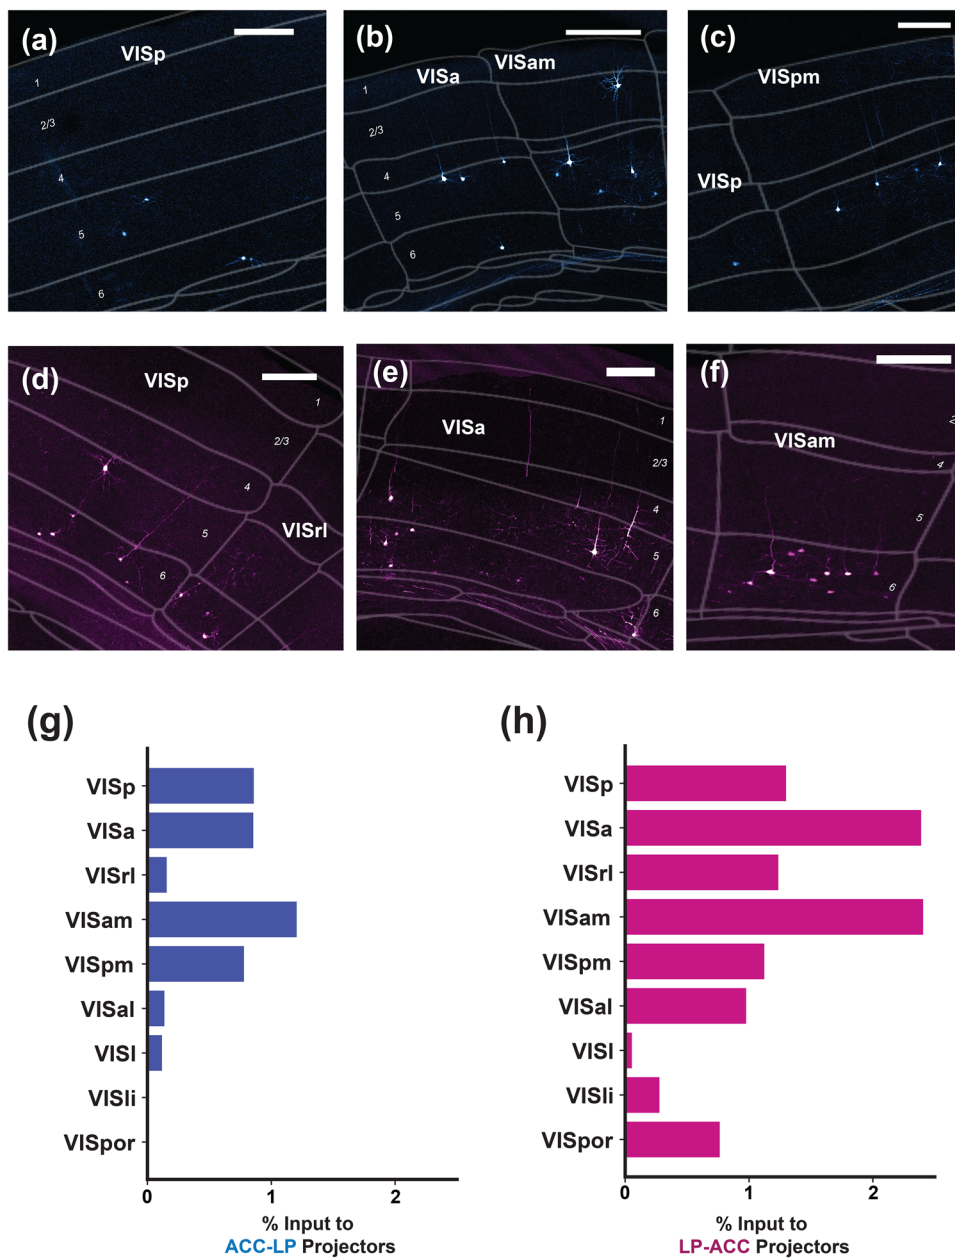 (a)
VISp
1
2/3
4
5
6
(b)
VISa
VISam
1
2/3
4
5
6
(c)
VISpm
VISp
(d)
VISp
1
2/3
4
5
VISrl
6
(e)
VISa
1
2/3
4
5
6
(f)
VISam
2
4
5
6
(g)
VISp
VISa
VISrl
VISam
VISpm
VISal
VISl
VISli
VISpor
0
1
2
% Input to
ACC-LP Projectors
(h)
VISp
VISa
VISrl
VISam
VISpm
VISal
VISl
VISli
VISpor
0
1
2
% Input to
LP-ACC Projectors